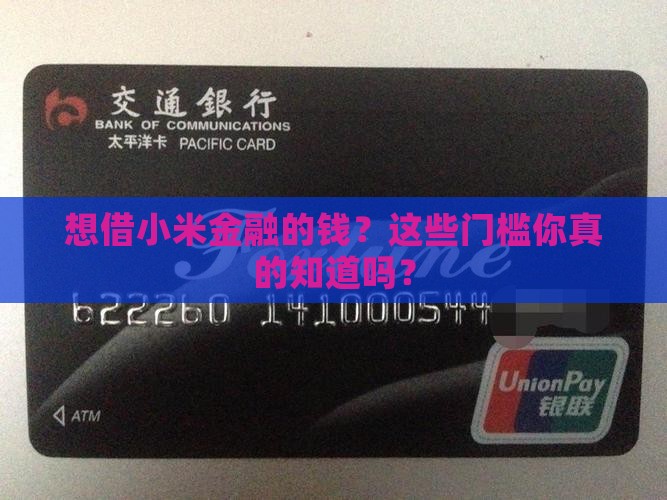 交通銀行
BANK OF COMMUNICATIONS
太平洋卡 PACIFIC CARD
想借小米金融的钱？这些门槛你真
的知道吗？
622260 141000544
UnionPay
银联
ATM